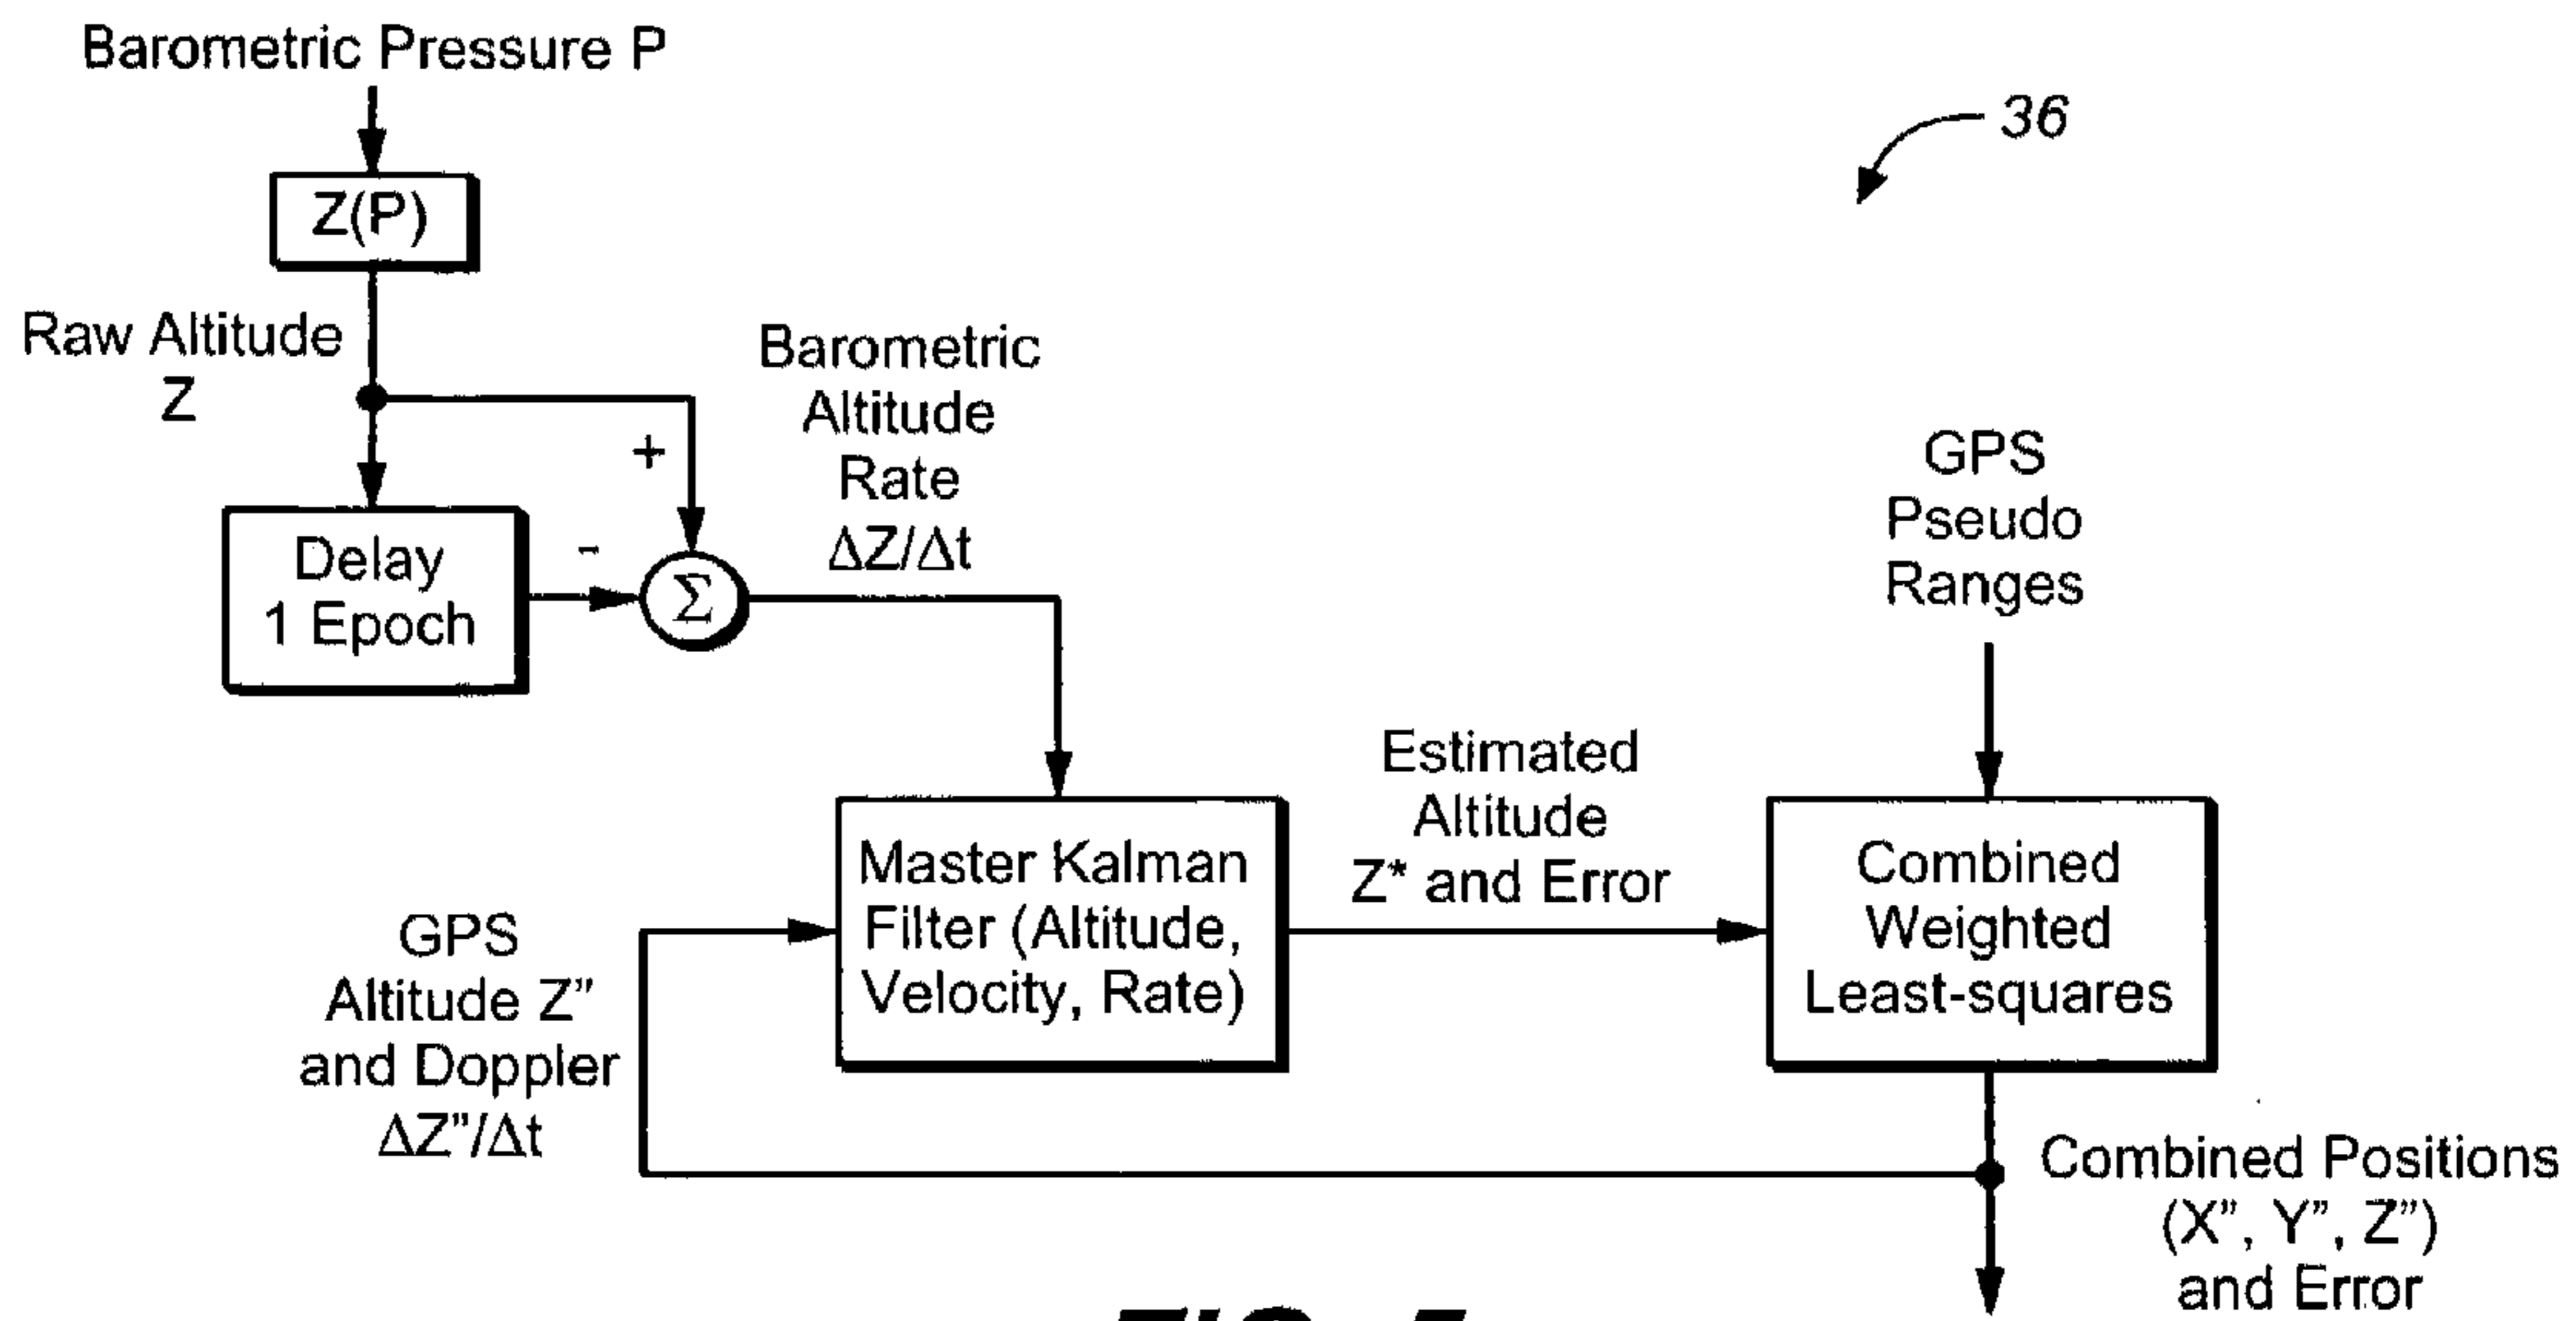 Barometric Pressure P
36
Z(P)
Raw Altitude
Z
Barometric
Altitude
Rate
ΔZ/Δt
+
-
Delay
1 Epoch
Σ
GPS
Pseudo
Ranges
Estimated
Altitude
Z* and Error
Master Kalman
Filter (Altitude,
Velocity, Rate)
Combined
Weighted
Least-squares
GPS
Altitude Z”
and Doppler
ΔZ”/Δt
Combined Positions
(X”, Y”, Z”)
and Error